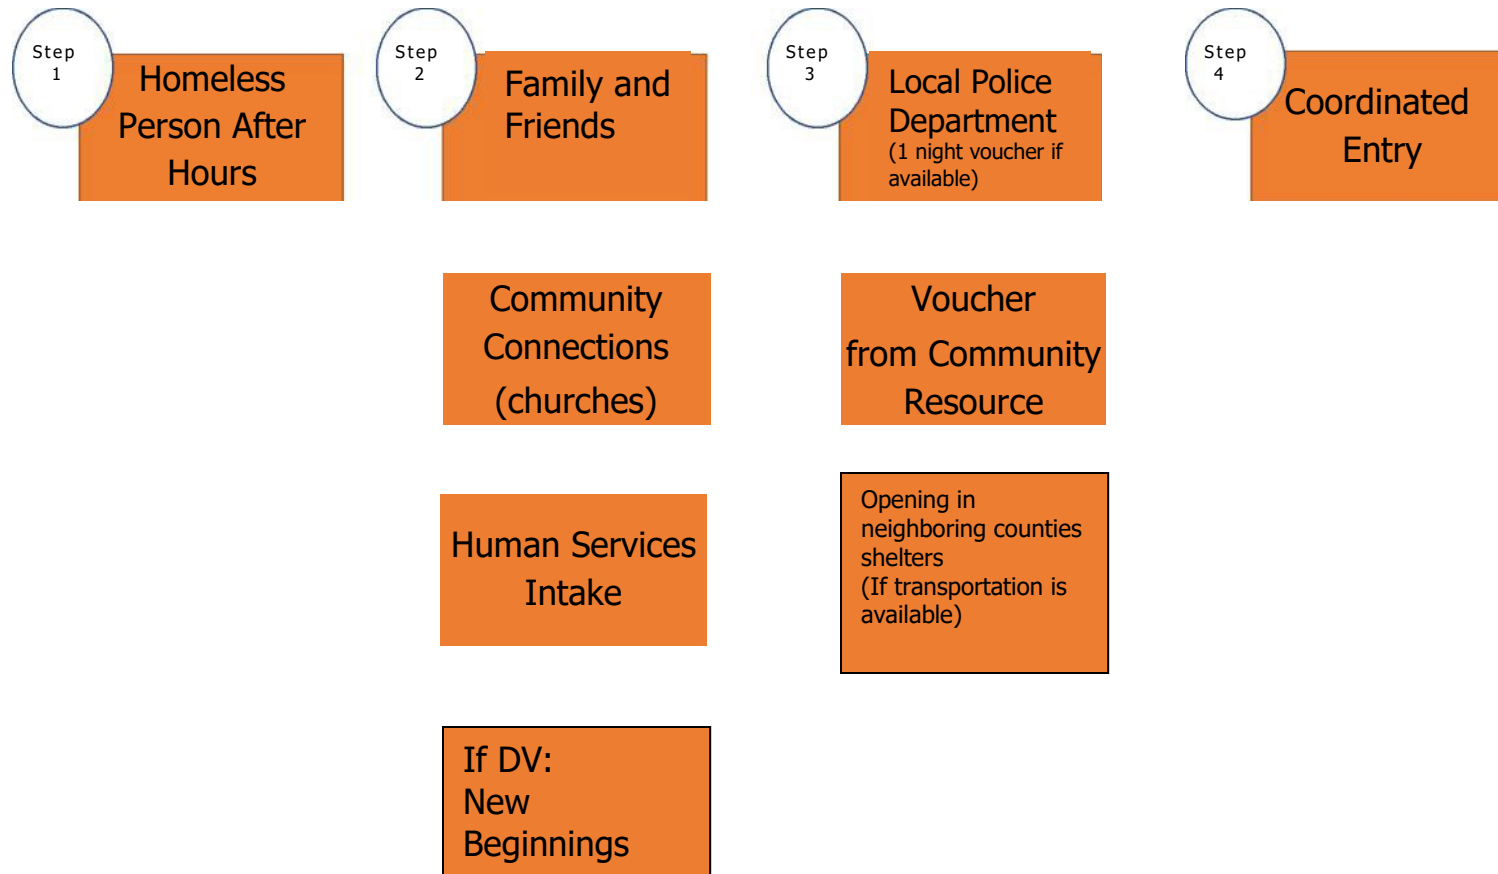 Step
1
Homeless
Person After
Hours
Step
2
Family and
Friends
Step
3
Local Police
Department
(1 night voucher if
available)
Step
4
Coordinated
Entry
Community
Connections
(churches)
Voucher
from Community
Resource
Human Services
Intake
Opening in
neighboring counties
shelters
(If transportation is
available)
If DV:
New
Beginnings